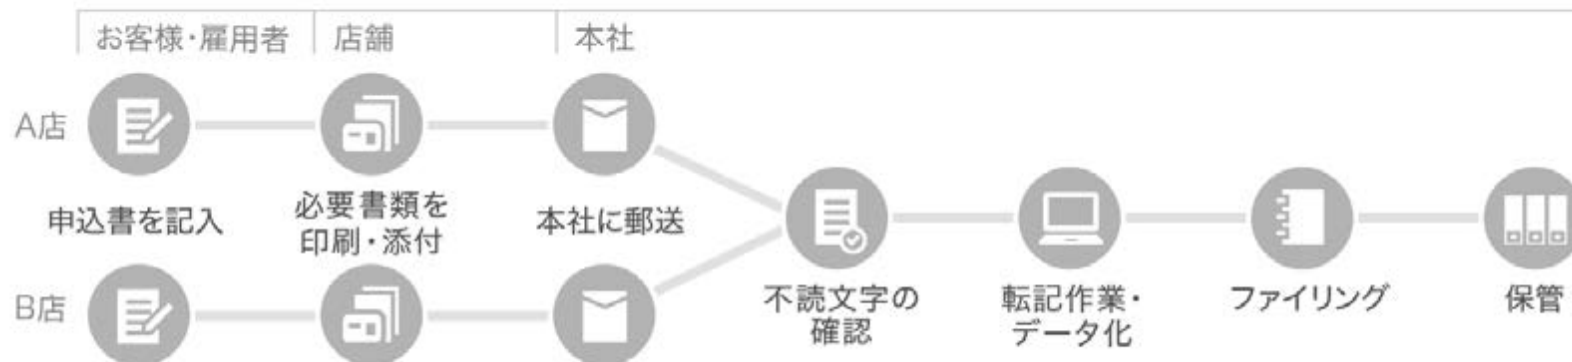 お客様・雇用者
店舗
本社
A店
申込書を記入
必要書類を
印刷・添付
本社に郵送
B店
不読文字の
確認
転記作業・
データ化
ファイリング
保管